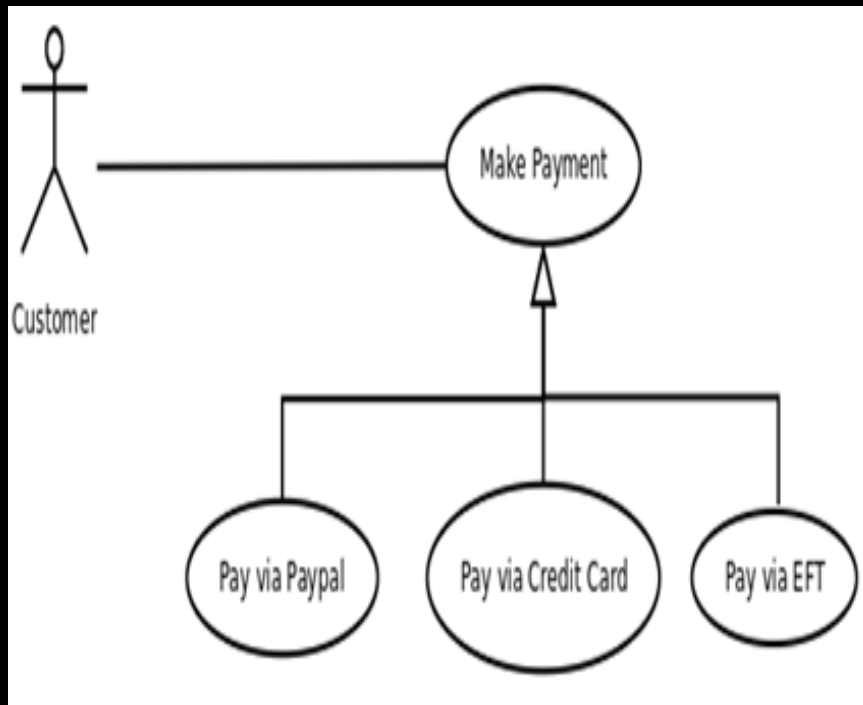 Make Payment
Customer
Pay via Paypal
Pay via Credit Card
Pay via EFT